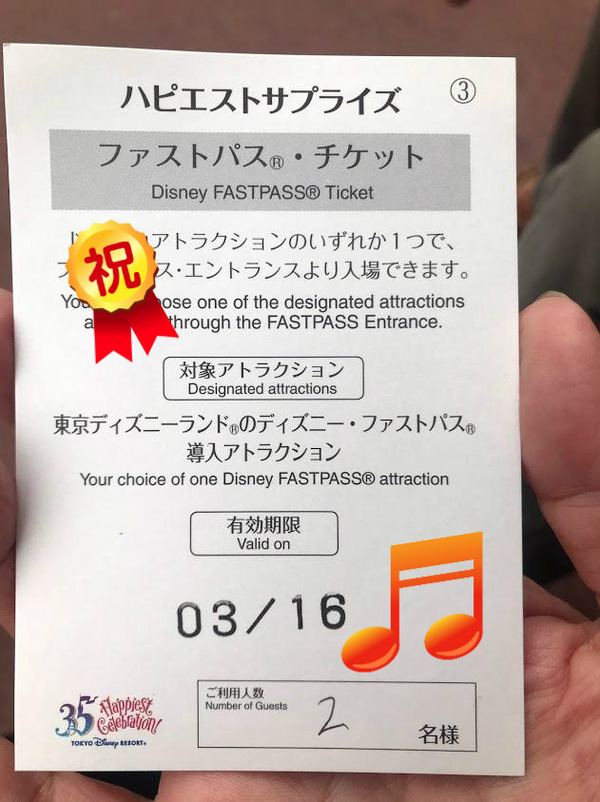 ハピエストサプライズ
③
ファストパス®・チケット
Disney FASTPASS® Ticket
祝
アトラクションのいずれか1つで、
ス・エントランスより入場できます。
one of the designated attractions
through the FASTPASS Entrance.
対象アトラクション
Designated attractions
東京ディズニーランド®のディズニー・ファストパス®
導入アトラクション
Your choice of one Disney FASTPASS® attraction
有効期限
Valid on
03/16
35 Happiest
Celebration!
TOKYO Disney RESORT®
ご利用人数
Number of Guests
2
名様